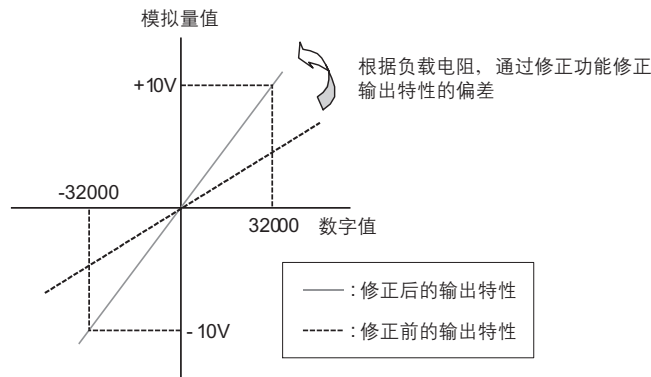 模拟量值
+10V
根据负载电阻，通过修正功能修正
输出特性的偏差
-32000
32000
数字值
- 10V
: 修正后的输出特性
: 修正前的输出特性